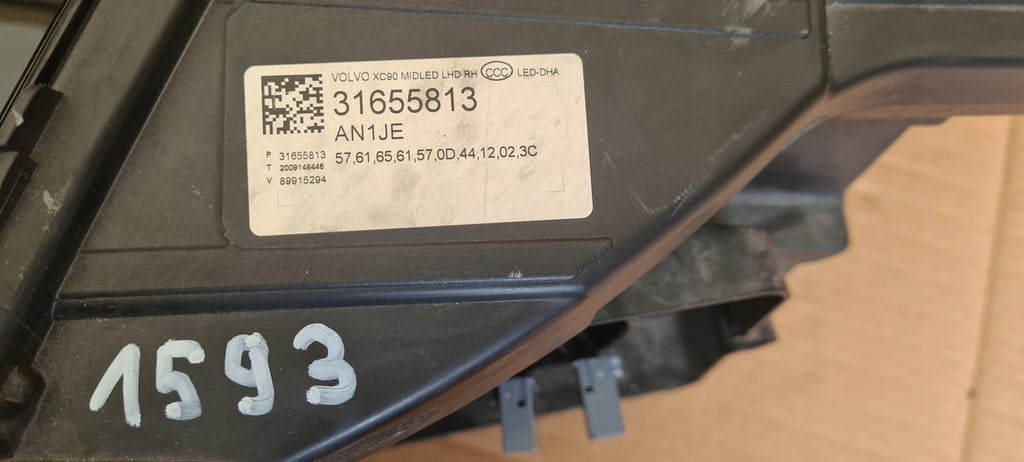 VOLVO XC90 MIDLED LHD RH CCC LED-DHA
31655813
AN1JE
P 31655813
T 2009148446
V 89915294
57,61,65,61,57,0D,44,12,02,3C
1593